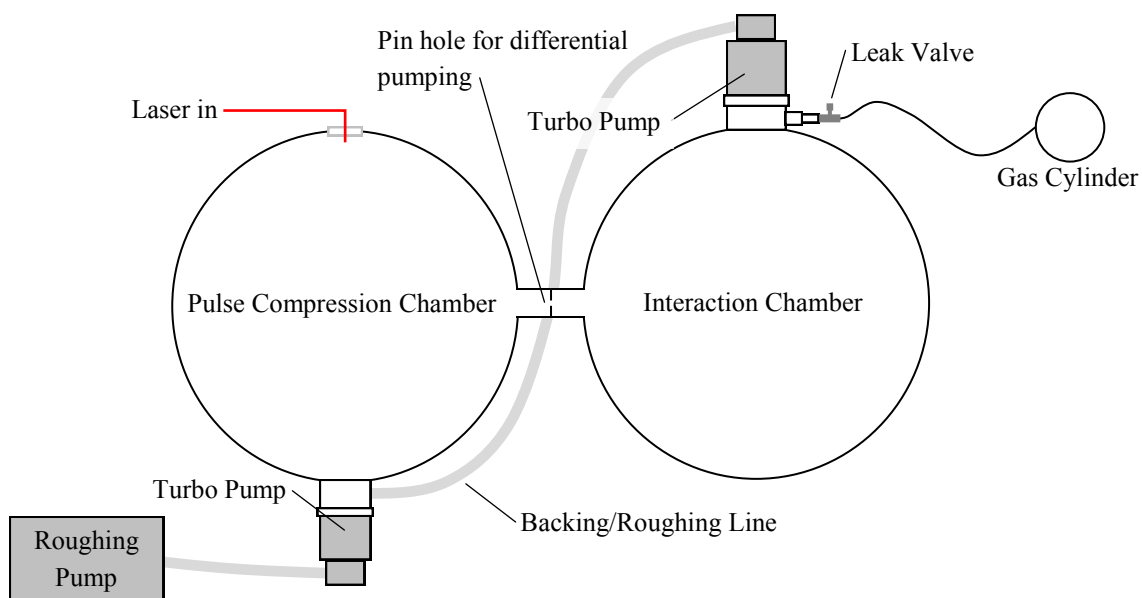 Pin hole for differential
pumping
Leak Valve
Laser in
Turbo Pump
Gas Cylinder
Pulse Compression Chamber
Interaction Chamber
Turbo Pump
Backing/Roughing Line
Roughing
Pump